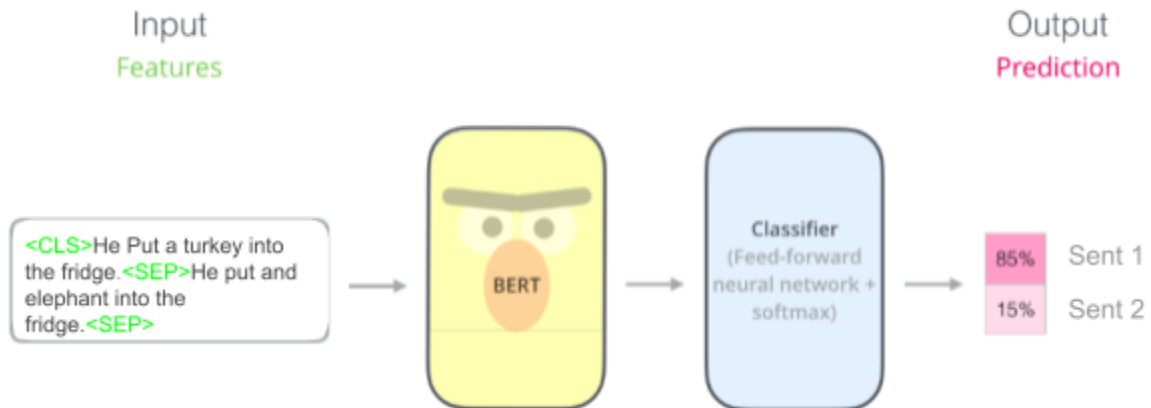 Input
Features
Output
Prediction
<CLS>He Put a turkey into
the fridge.<SEP>He put and
elephant into the
fridge.<SEP>
BERT
Classifier
(Feed-forward
neural network +
softmax)
85% Sent 1
15% Sent 2